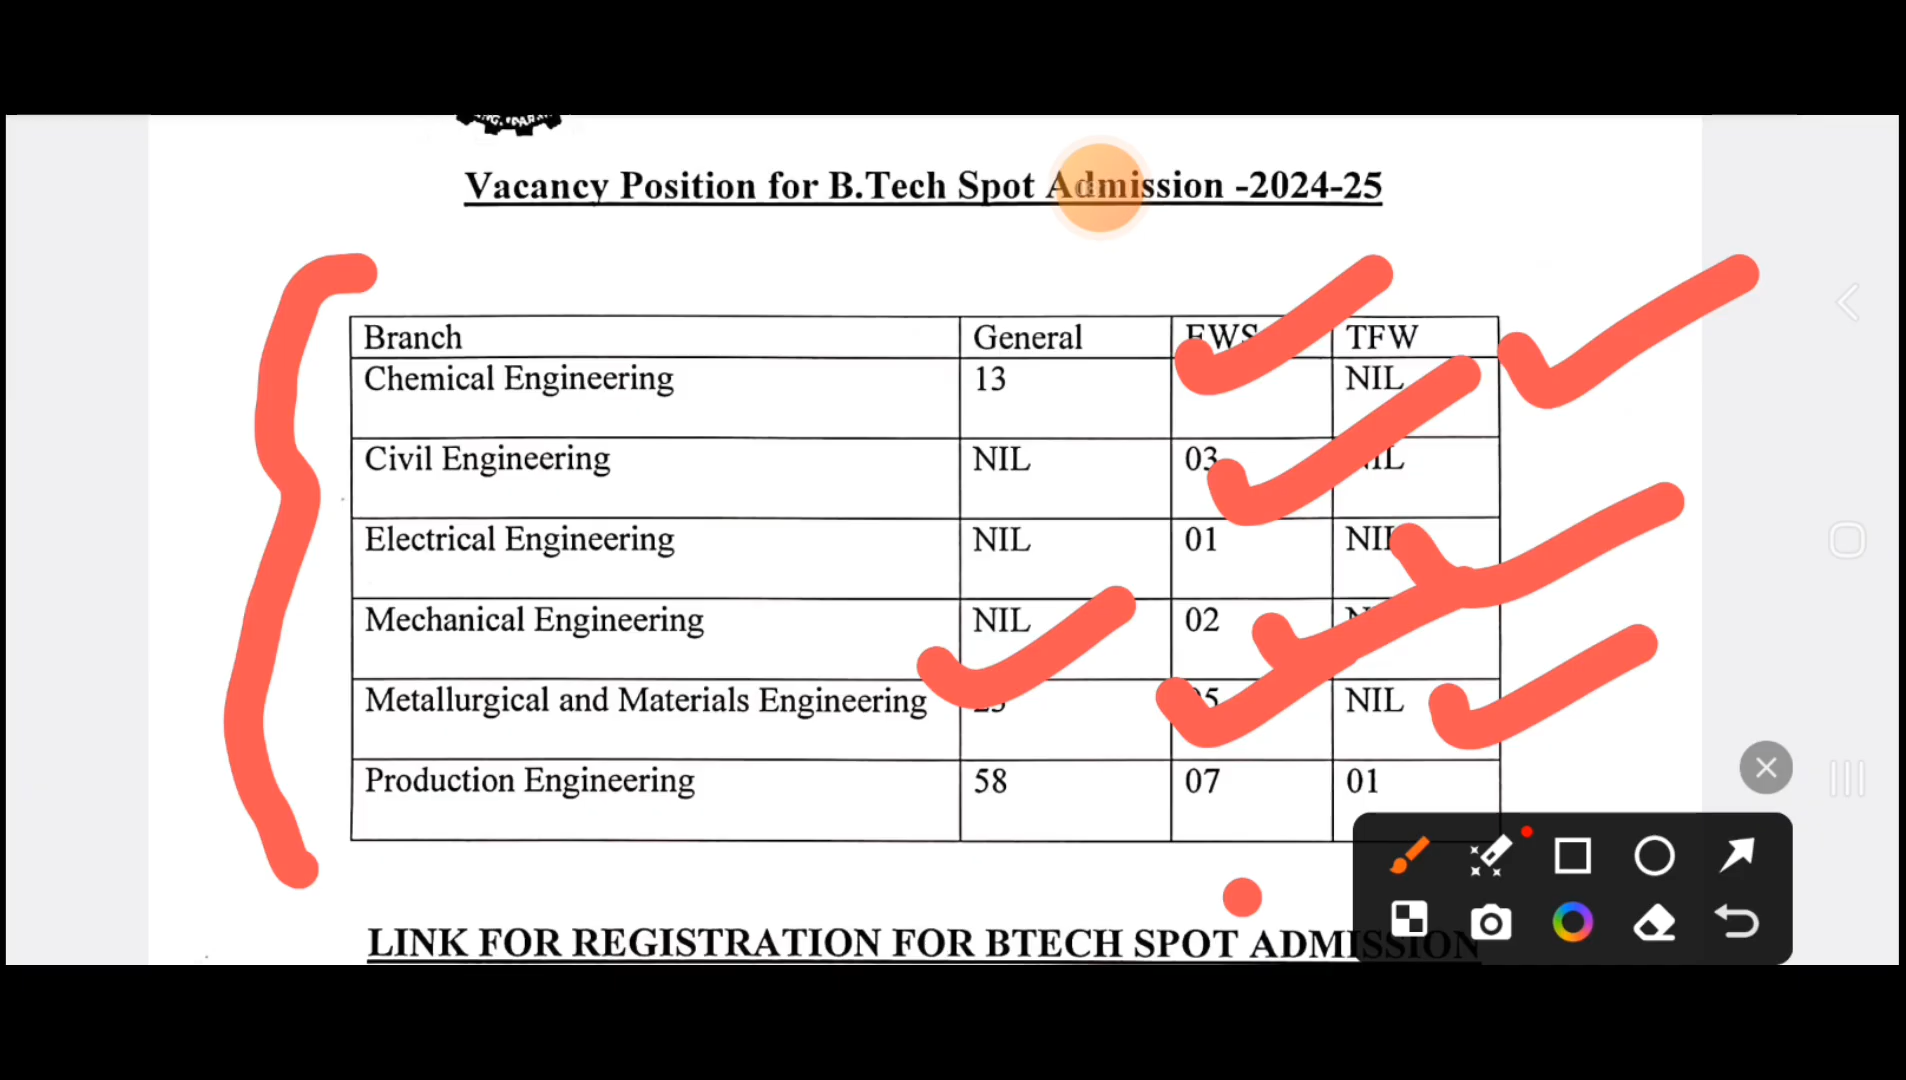 Vacancy Position for B.Tech Spot Admission -2024-25
Branch General EWS TFW
Chemical Engineering 13 NIL
Civil Engineering NIL 03 NIL
Electrical Engineering NIL 01 NIL
Mechanical Engineering NIL 02
Metallurgical and Materials Engineering NIL
Production Engineering 58 07 01
LINK FOR REGISTRATION FOR BTECH SPOT ADMISSION